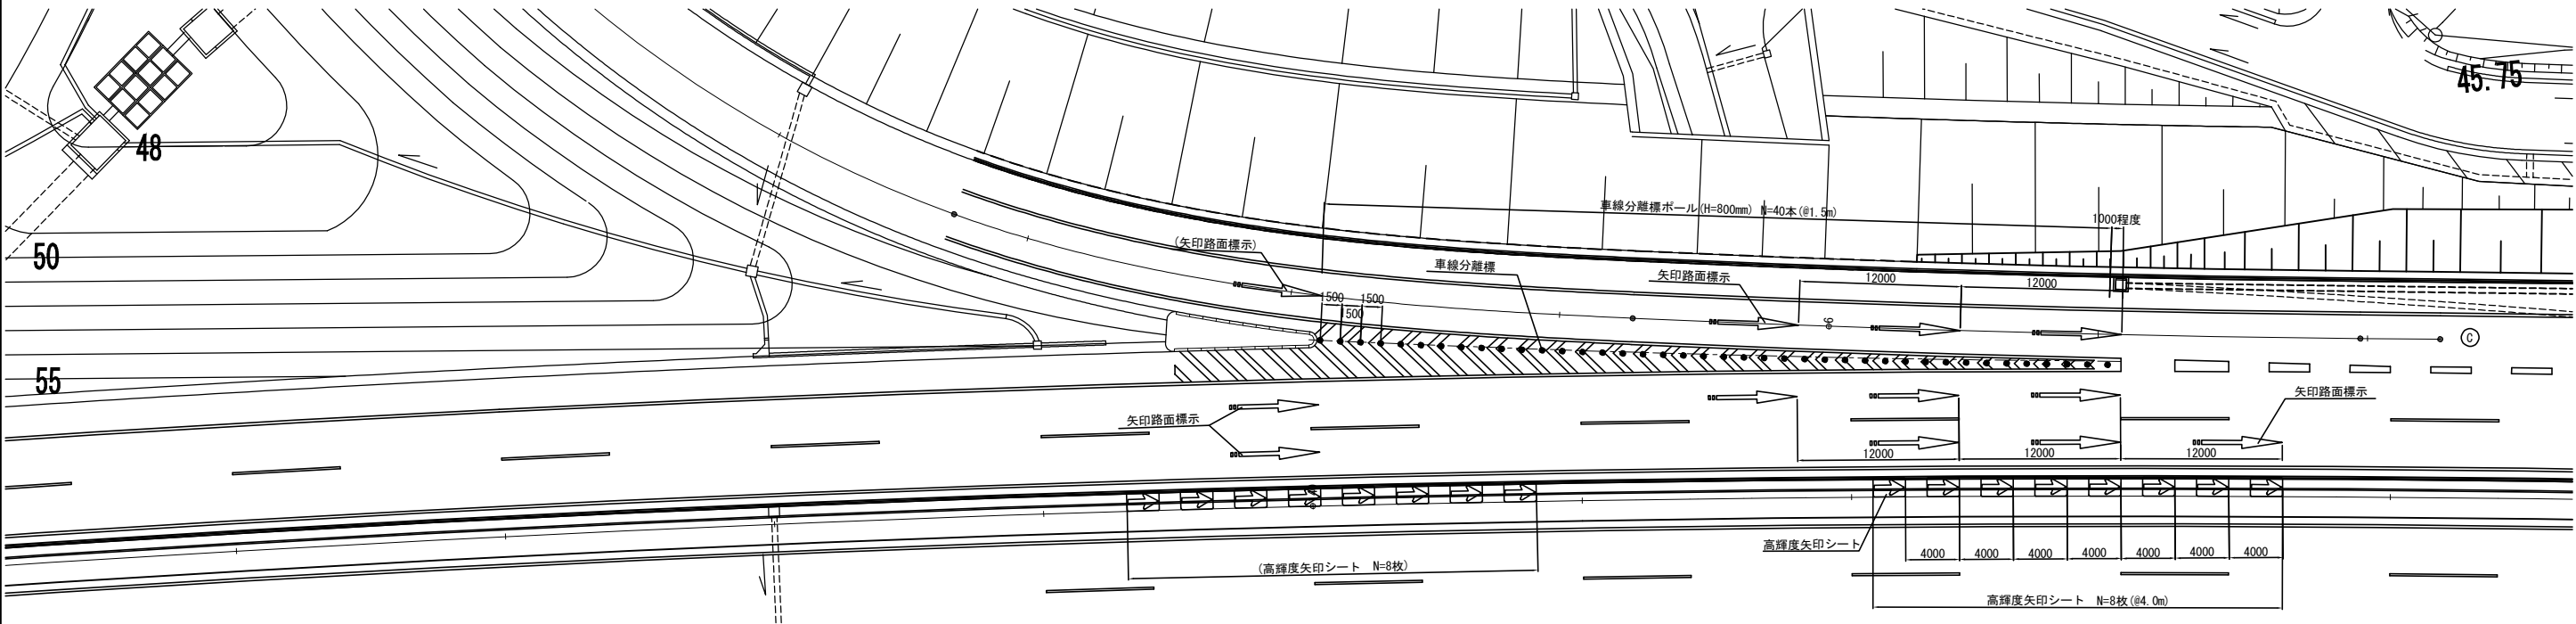 45.75
48
車線分離標ポール(H=800mm) N=40本(@1.5m)
1000程度
50
(矢印路面標示)
車線分離標
矢印路面標示
12000
12000
1500
1500
1500
C
55
矢印路面標示
矢印路面標示
12000
12000
12000
高輝度矢印シート
4000
4000
4000
4000
4000
4000
4000
(高輝度矢印シート N=8枚)
高輝度矢印シート N=8枚(@4.0m)